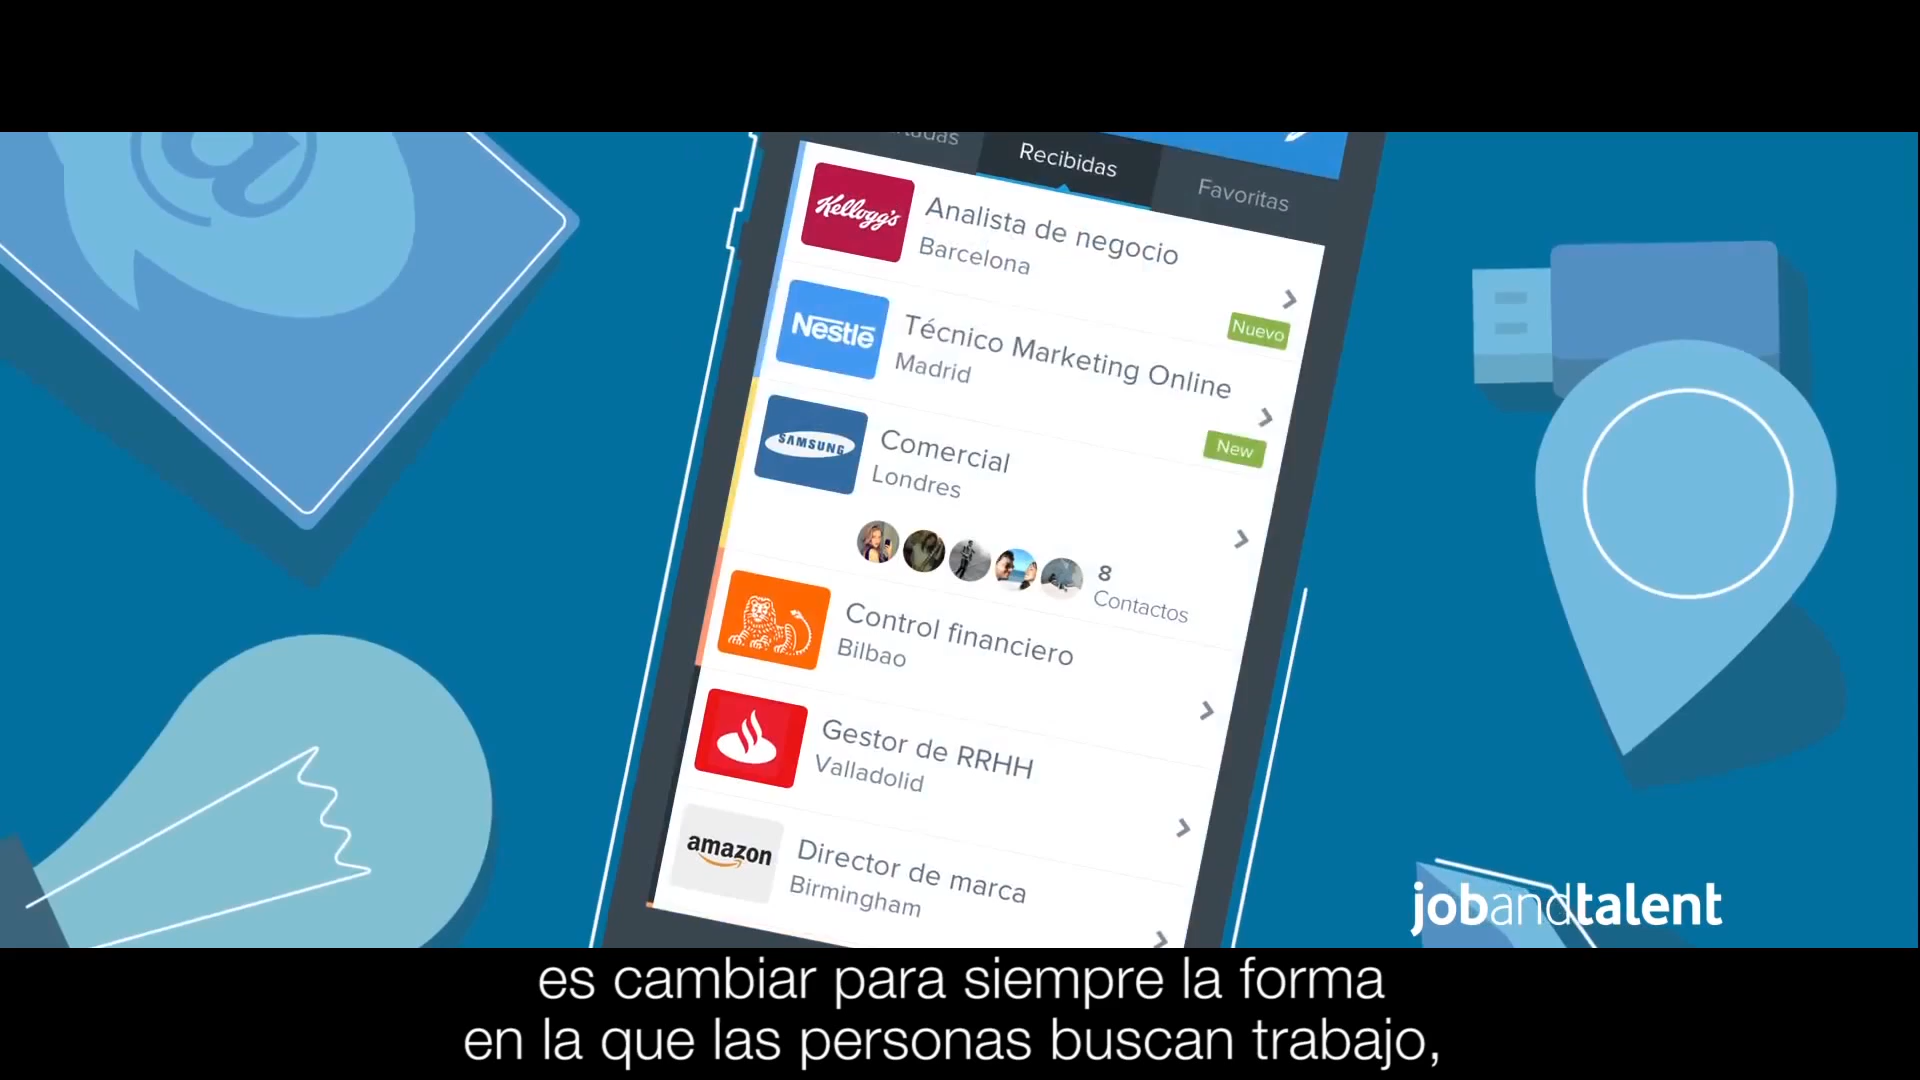 Recibidas
Favoritas
Kellogg's
Analista de negocio
Barcelona
Nuevo
Nestlé
Técnico Marketing Online
Madrid
New
SAMSUNG
Comercial
Londres
8
Contactos
Control financiero
Bilbao
Gestor de RRHH
Valladolid
amazon
Director de marca
Birmingham
jobandtalent
es cambiar para siempre la forma
en la que las personas buscan trabajo,